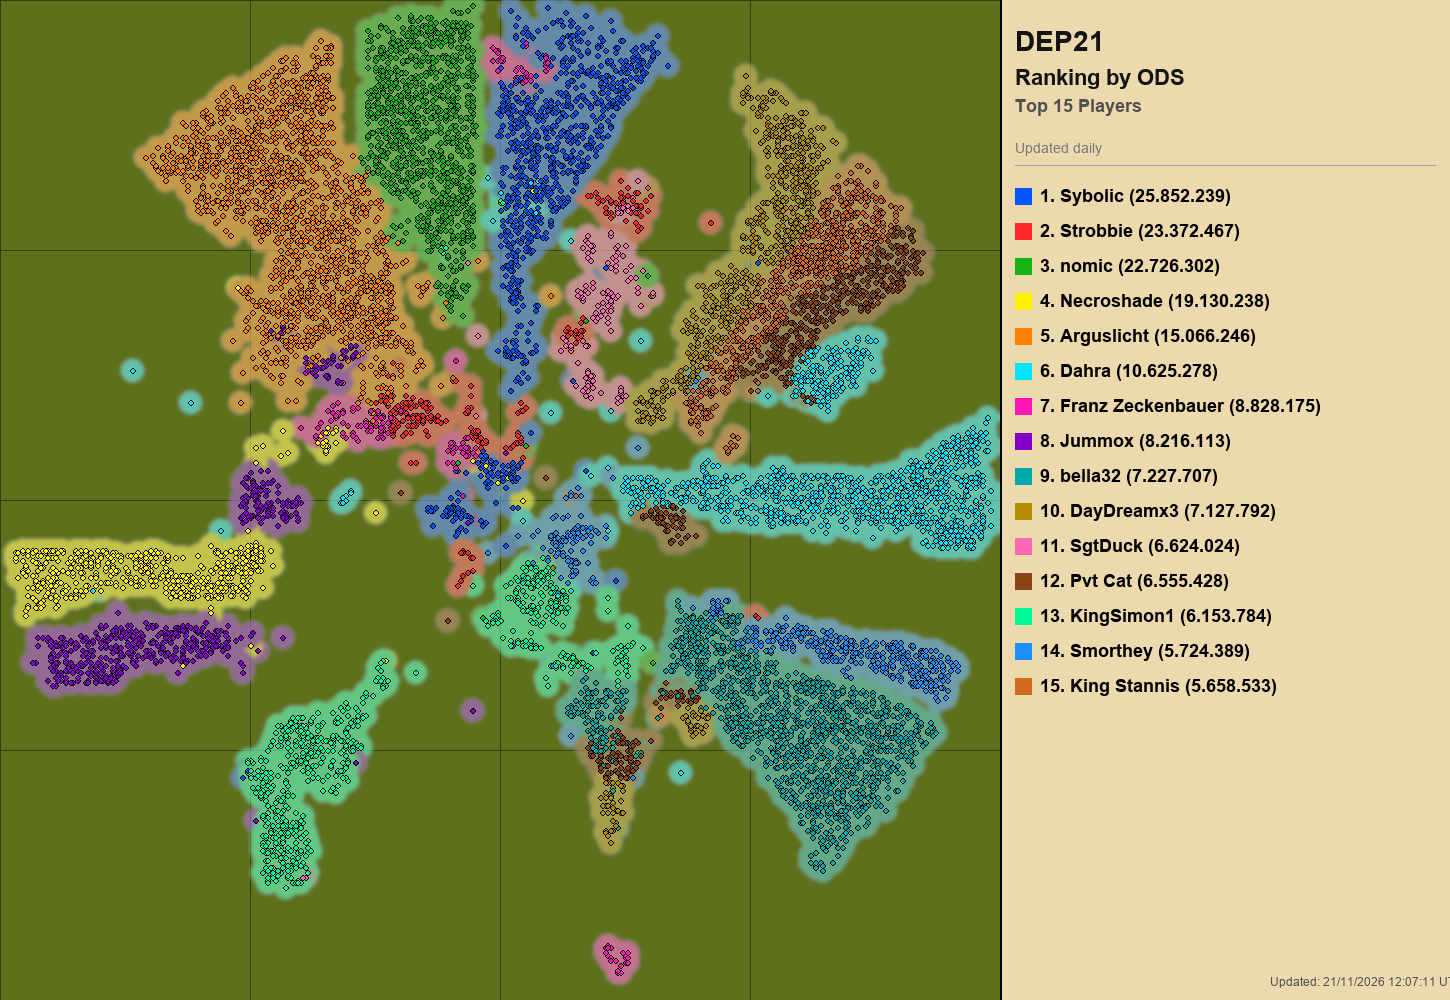 DEP21
Ranking by ODS
Top 15 Players
Updated daily
1. Sybolic (25.852.239)
2. Strobbie (23.372.467)
3. nomic (22.726.302)
4. Necroshade (19.130.238)
5. Arguslicht (15.066.246)
6. Dahra (10.625.278)
7. Franz Zeckenbauer (8.828.175)
8. Jummox (8.216.113)
9. bella32 (7.227.707)
10. DayDreamx3 (7.127.792)
11. SgtDuck (6.624.024)
12. Pvt Cat (6.555.428)
13. KingSimon1 (6.153.784)
14. Smorthey (5.724.389)
15. King Stannis (5.658.533)
Updated: 21/11/2026 12:07:11 U